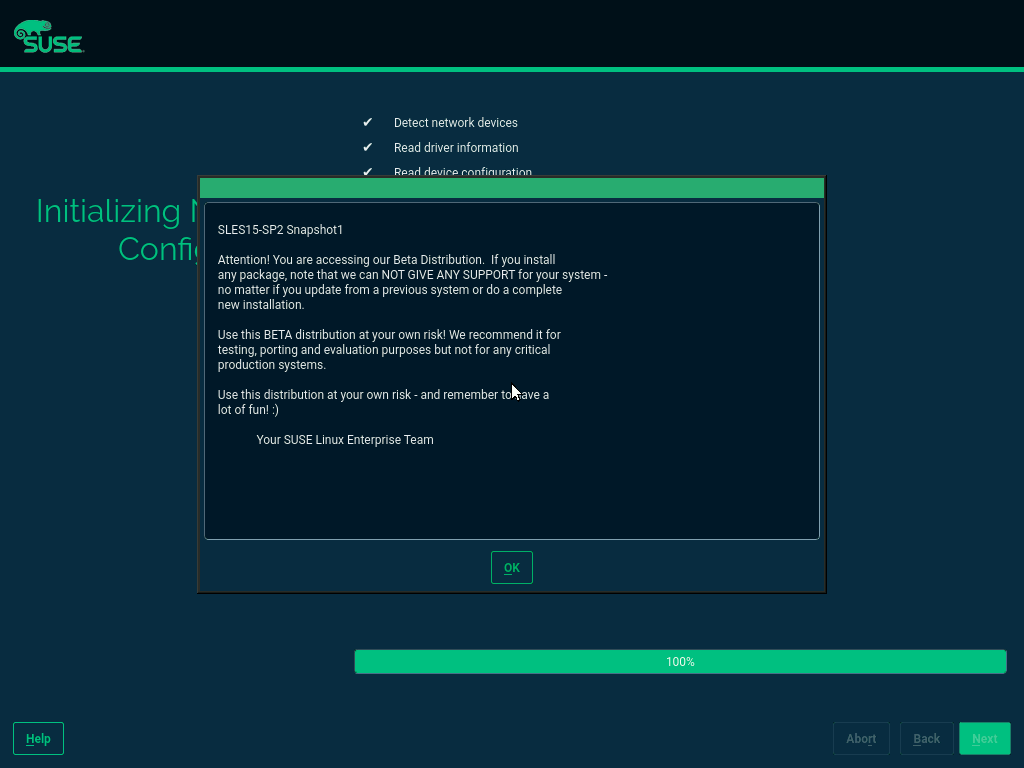 SUSE
Detect network devices
Read driver information
Read device configuration
Initializing
Config
SLES15-SP2 Snapshot1
Attention! You are accessing our Beta Distribution.  If you install
any package, note that we can NOT GIVE ANY SUPPORT for your system -
no matter if you update from a previous system or do a complete
new installation.
Use this BETA distribution at your own risk! We recommend it for
testing, porting and evaluation purposes but not for any critical
production systems.
Use this distribution at your own risk - and remember to have a
lot of fun! :)
Your SUSE Linux Enterprise Team
OK
100%
Help
Abort
Back
Next